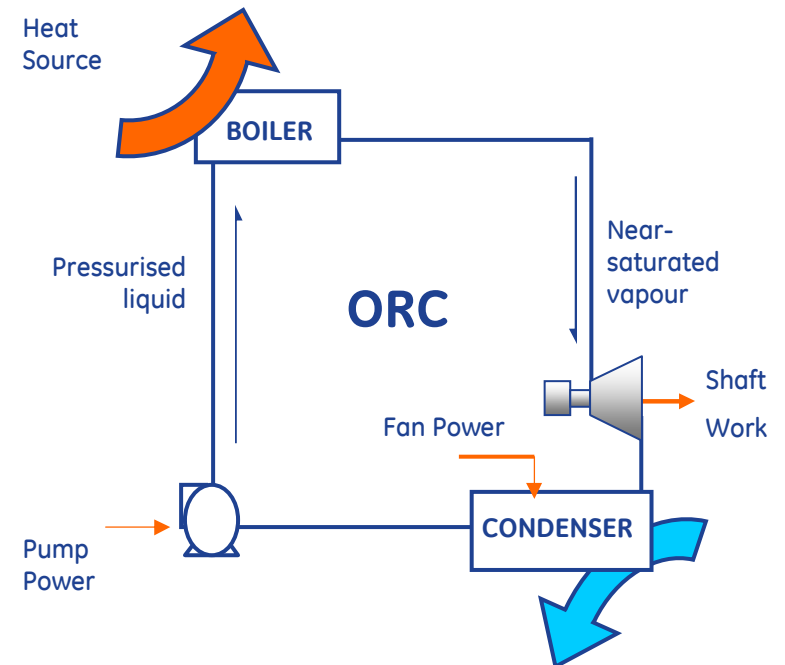 Heat
Source
BOILER
Near-
saturated
vapour
Pressurised
liquid
ORC
Shaft
Work
Fan Power
CONDENSER
Pump
Power